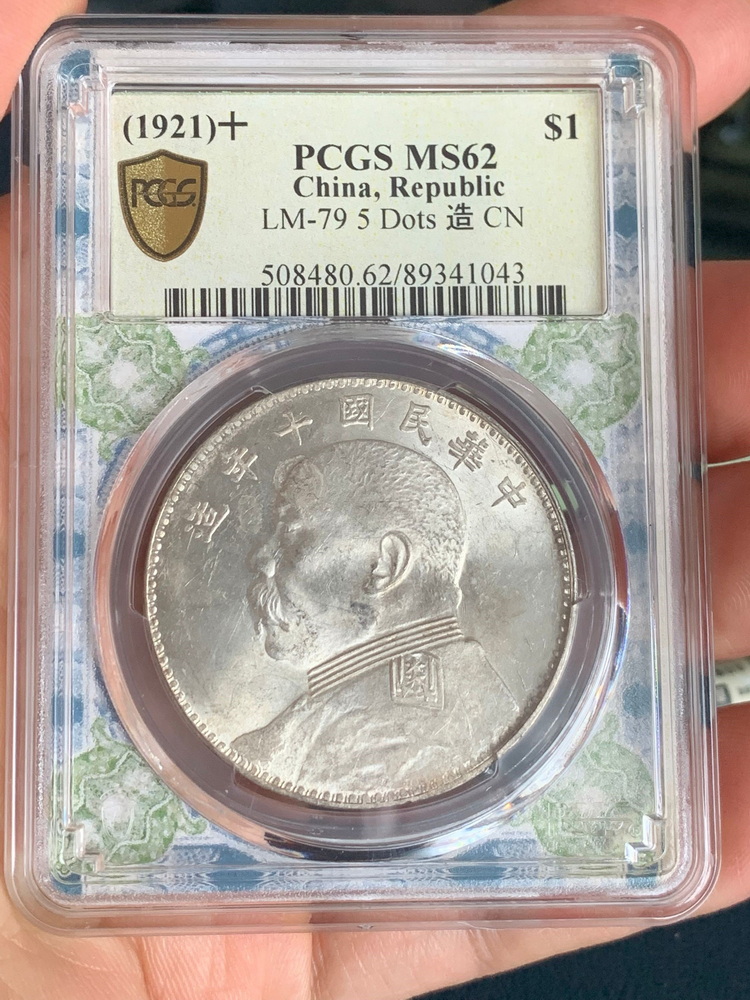 (1921)十 $1
PCGS MS62
China, Republic
LM-79 5 Dots 造 CN
508480.62/89341043
PCGS
造年十國民華中